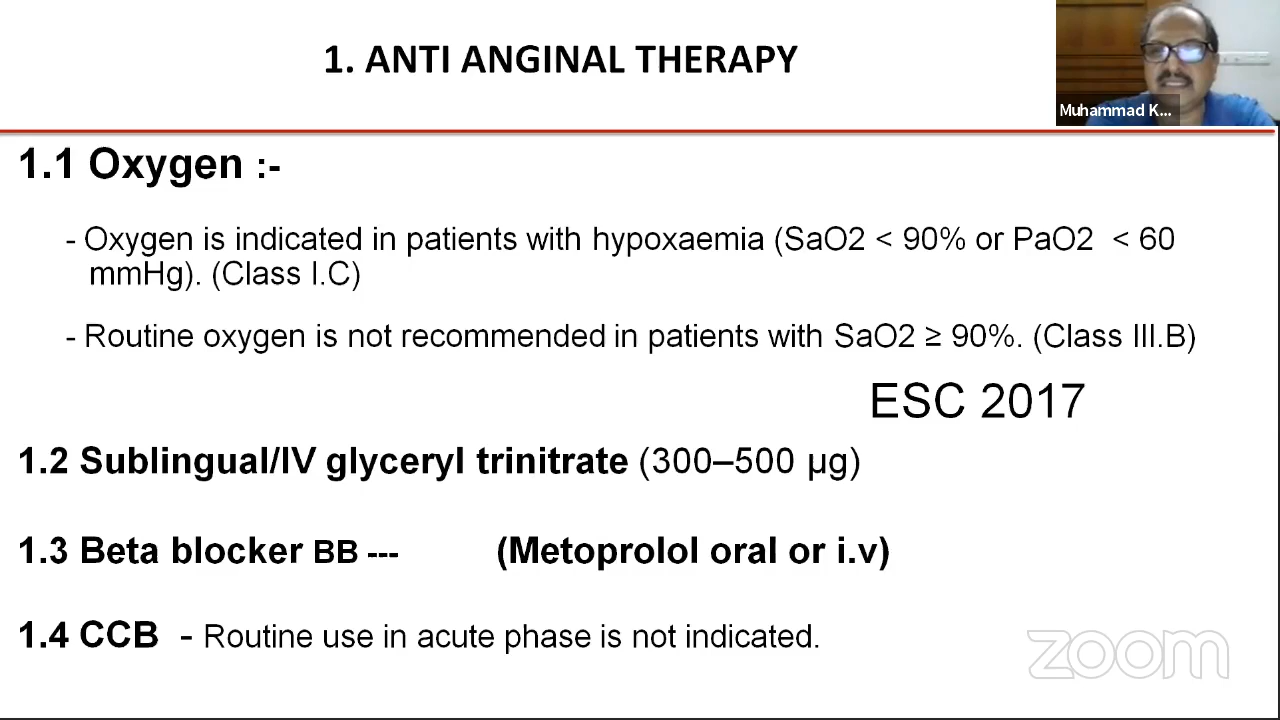 1. ANTI ANGINAL THERAPY
Muhammad K...
1.1 Oxygen :-
- Oxygen is indicated in patients with hypoxaemia (SaO2 < 90% or PaO2 < 60
mmHg). (Class I.C)
- Routine oxygen is not recommended in patients with SaO2 ≥ 90%. (Class III.B)
ESC 2017
1.2 Sublingual/IV glyceryl trinitrate (300–500 μg)
1.3 Beta blocker BB --- (Metoprolol oral or i.v)
1.4 CCB - Routine use in acute phase is not indicated.
zoom